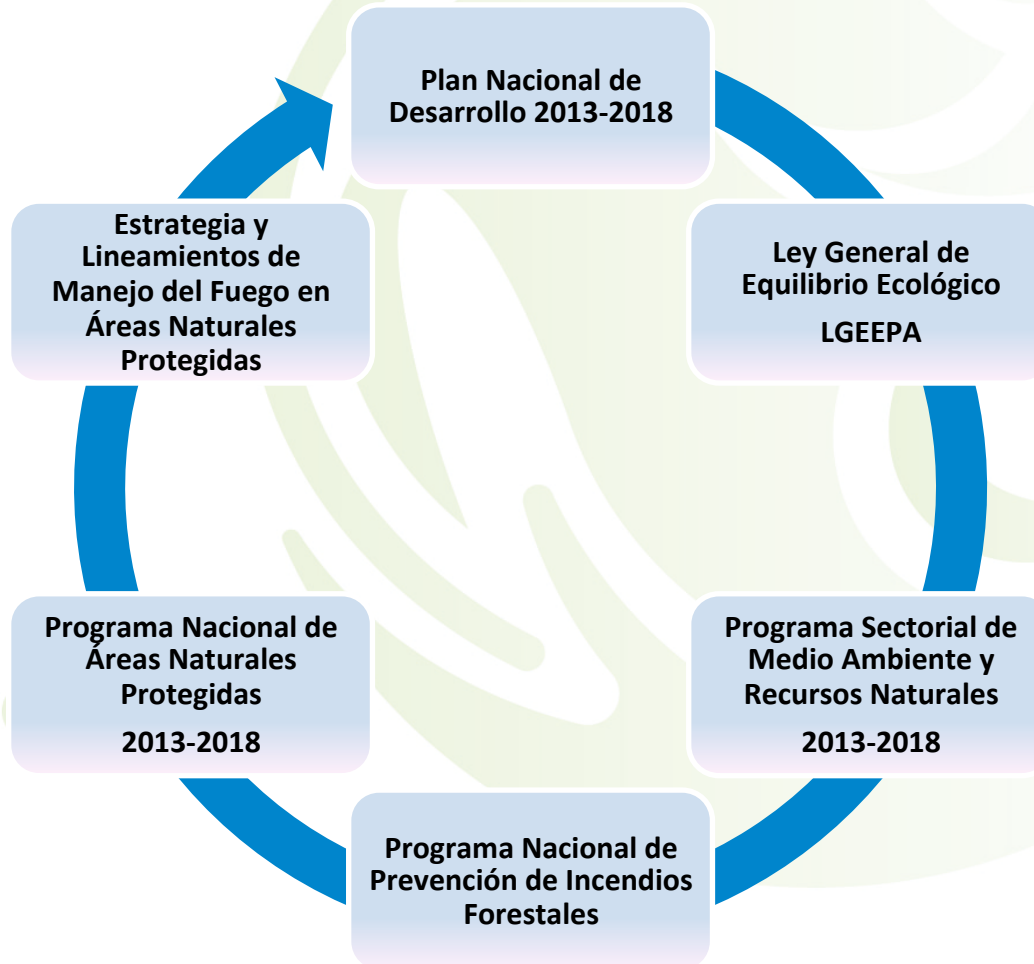 Plan Nacional de
Desarrollo 2013-2018
Ley General de
Equilibrio Ecológico
LGEEPA
Programa Sectorial de
Medio Ambiente y
Recursos Naturales
2013-2018
Programa Nacional de
Prevención de Incendios
Forestales
Programa Nacional de
Áreas Naturales
Protegidas
2013-2018
Estrategia y
Lineamientos de
Manejo del Fuego en
Áreas Naturales
Protegidas